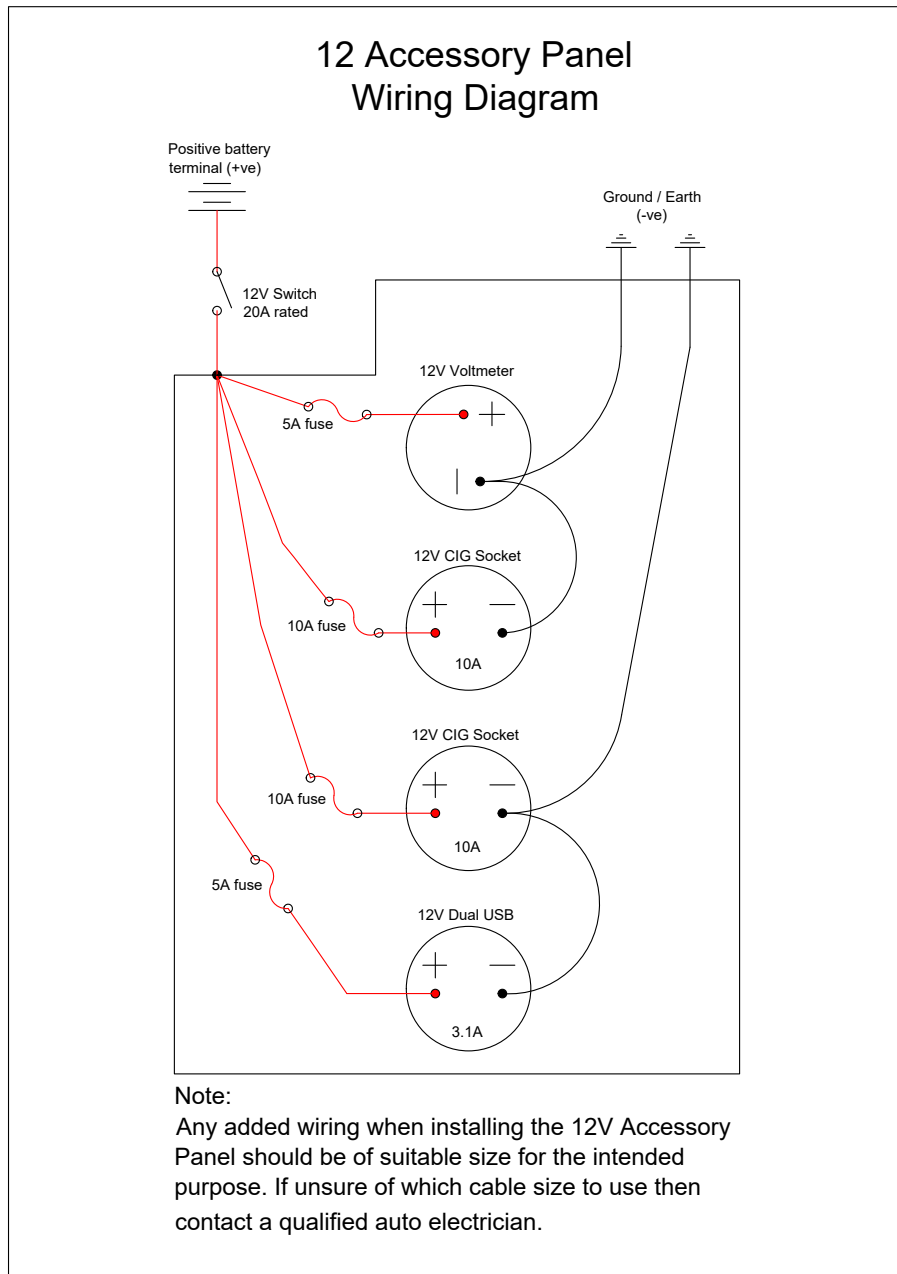 12 Accessory Panel
Wiring Diagram
Positive battery
terminal (+ve)
Ground / Earth
(-ve)
12V Switch
20A rated
12V Voltmeter
5A fuse
12V CIG Socket
10A fuse
10A
12V CIG Socket
10A fuse
10A
5A fuse
12V Dual USB
3.1A
Note:
Any added wiring when installing the 12V Accessory
Panel should be of suitable size for the intended
purpose. If unsure of which cable size to use then
contact a qualified auto electrician.